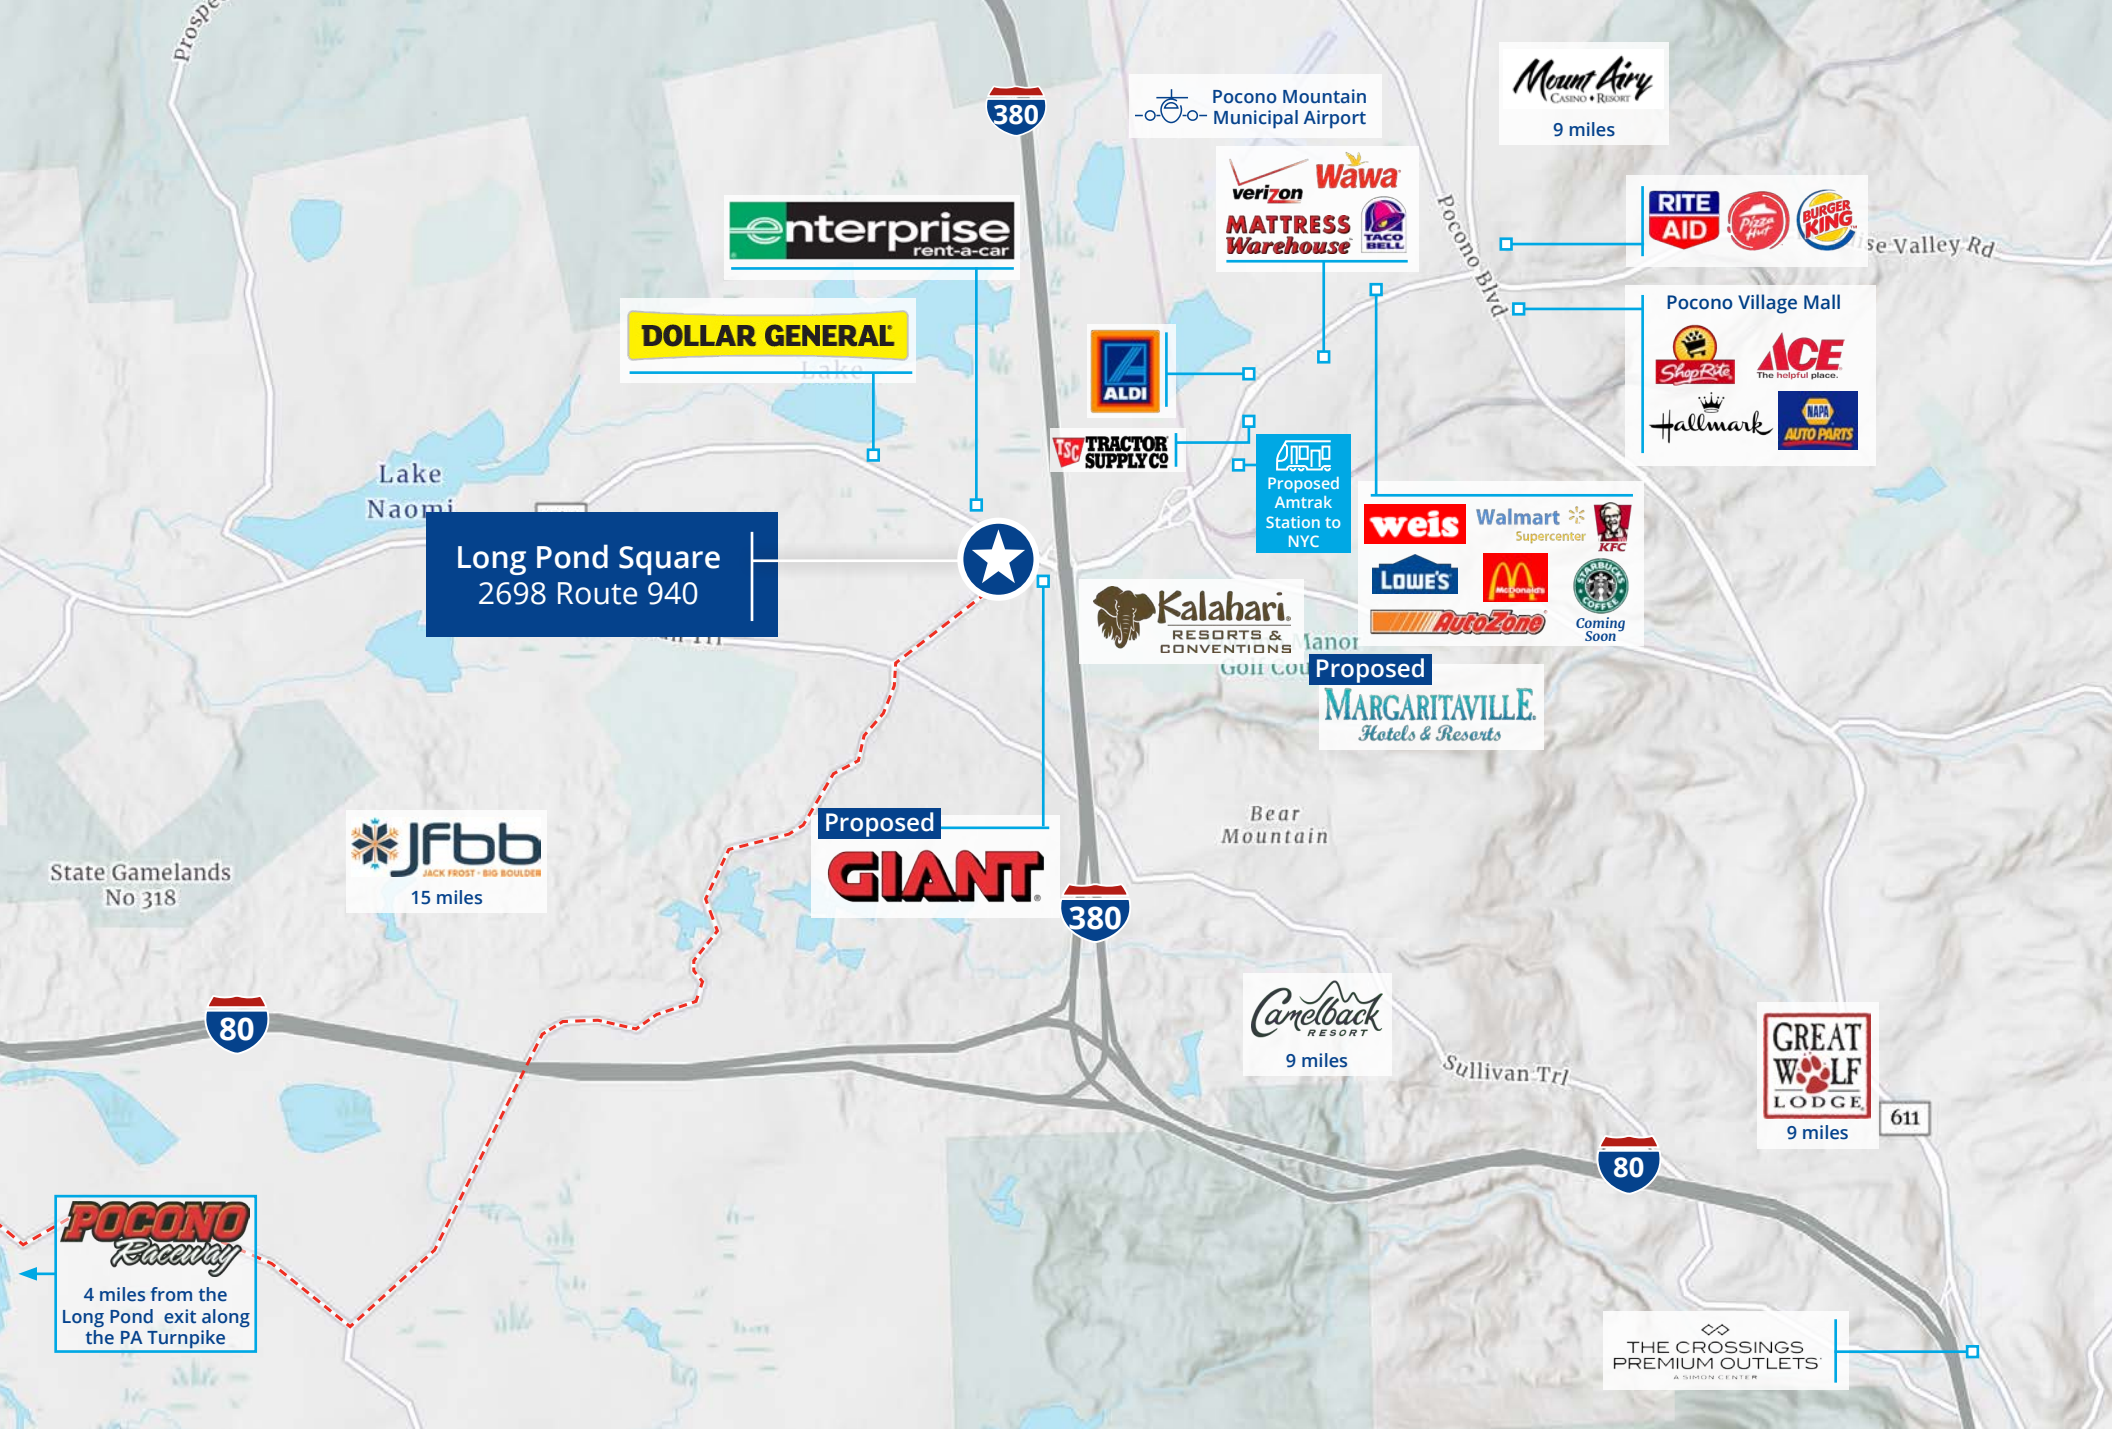 Prospe
380
Pocono Mountain
Municipal Airport
Mount Airy
CASINO ♦ RESORT
9 miles
verizon
Wawa
MATTRESS
Warehouse
TACO
BELL
Pocono Blvd
RITE
AID
Pizza
Hut
BURGER
KING
ise Valley Rd
enterprise
rent-a-car
DOLLAR GENERAL
Lake
ALDI
Pocono Village Mall
ShopRite
ACE
The helpful place.
Hallmark
NAPA
AUTO PARTS
TSC TRACTOR
SUPPLY CO
Proposed
Amtrak
Station to
NYC
Lake
Naomi
Long Pond Square
2698 Route 940
weis
Walmart
Supercenter
KFC
LOWE'S
McDonald's
STARBUCKS
COFFEE
AutoZone
Coming
Soon
Kalahari
RESORTS &
CONVENTIONS
Manor
Golf Cou
Proposed
MARGARITAVILLE
Hotels & Resorts
Bear
Mountain
State Gamelands
No 318
Jfbb
JACK FROST - BIG BOULDER
15 miles
Proposed
GIANT
380
80
Camelback
RESORT
9 miles
Sullivan Trl
GREAT
WOLF
LODGE
9 miles
611
80
POCONO
Raceway
4 miles from the
Long Pond exit along
the PA Turnpike
THE CROSSINGS
PREMIUM OUTLETS
A SIMON CENTER